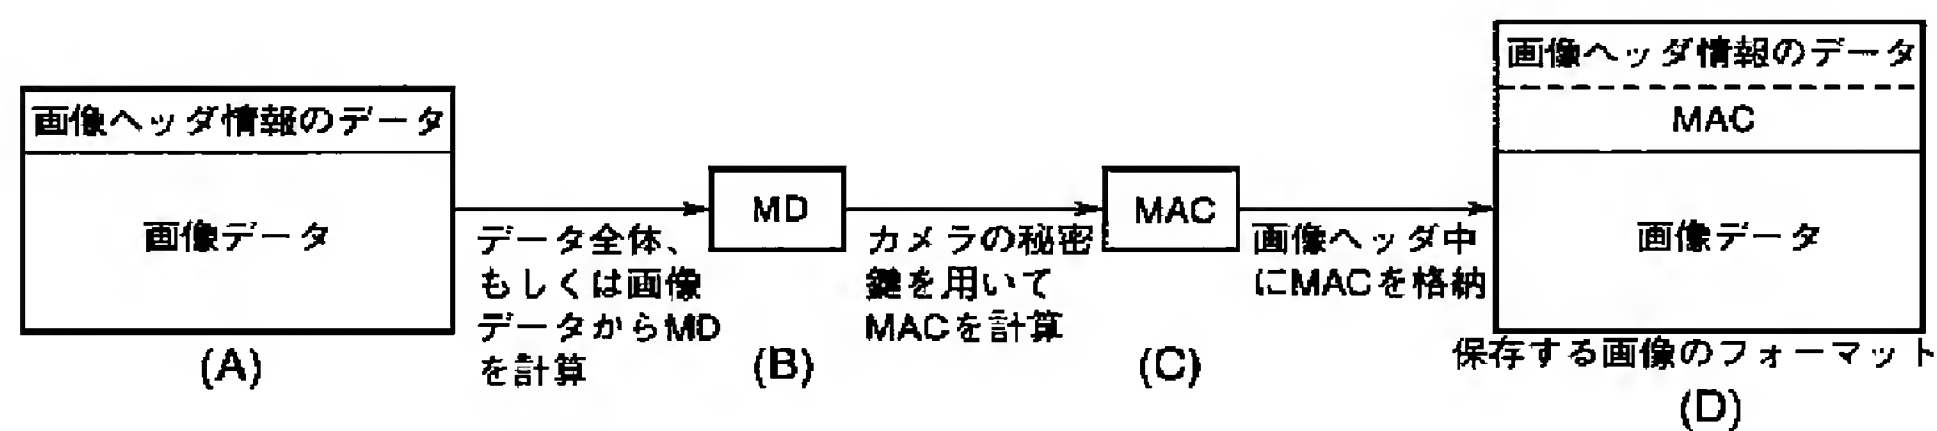 画像ヘッダ情報のデータ
画像データ
(A)
データ全体、
もしくは画像
データからMD
を計算
MD
(B)
カメラの秘密
鍵を用いて
MACを計算
MAC
(C)
画像ヘッダ中
にMACを格納
画像ヘッダ情報のデータ
MAC
画像データ
保存する画像のフォーマット
(D)